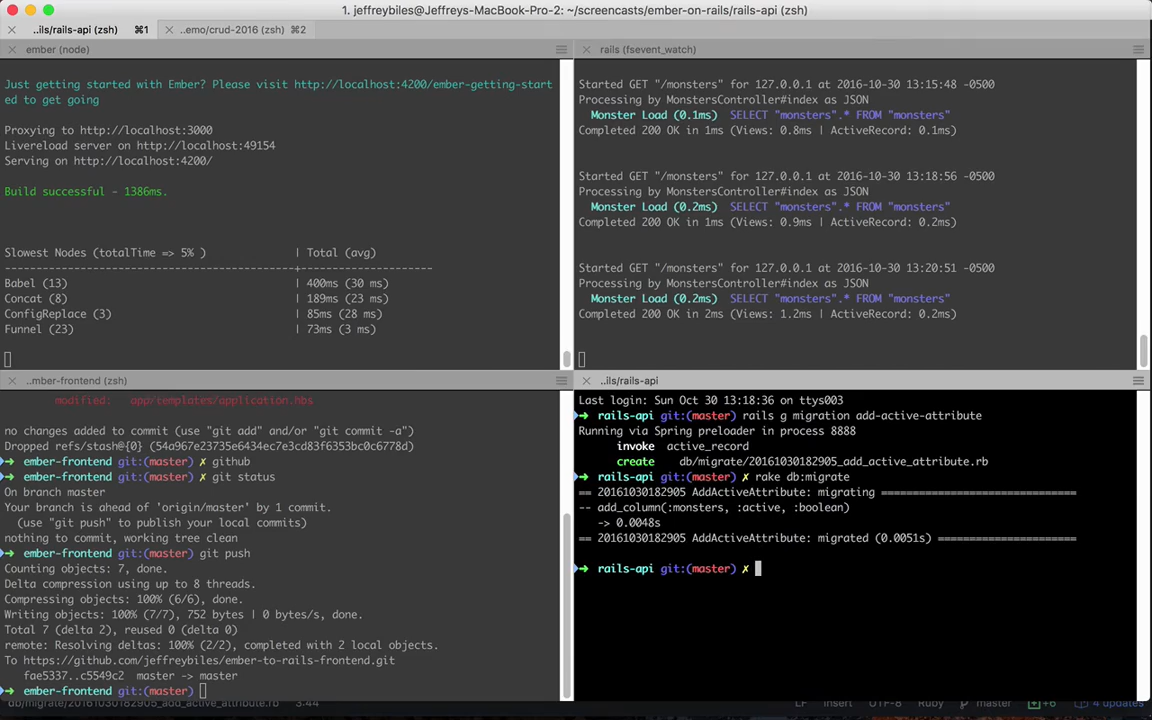 1. jeffreybiles@Jeffreys-MacBook-Pro-2: ~/screencasts/ember-on-rails/rails-api (zsh)
..ils/rails-api (zsh) ⌘1 ..emo/crud-2016 (zsh) ⌘2
ember (node)
Just getting started with Ember? Please visit http://localhost:4200/ember-getting-start
ed to get going
Proxying to http://localhost:3000
Livereload server on http://localhost:49154
Serving on http://localhost:4200/
Build successful - 1386ms.
Slowest Nodes (totalTime => 5% ) | Total (avg)
----------------------------------------------+---------------------
Babel (13) | 400ms (30 ms)
Concat (8) | 189ms (23 ms)
ConfigReplace (3) | 85ms (28 ms)
Funnel (23) | 73ms (3 ms)
rails (fsevent_watch)
Started GET "/monsters" for 127.0.0.1 at 2016-10-30 13:15:48 -0500
Processing by MonstersController#index as JSON
Monster Load (0.1ms) SELECT "monsters".* FROM "monsters"
Completed 200 OK in 1ms (Views: 0.8ms | ActiveRecord: 0.1ms)
Started GET "/monsters" for 127.0.0.1 at 2016-10-30 13:18:56 -0500
Processing by MonstersController#index as JSON
Monster Load (0.2ms) SELECT "monsters".* FROM "monsters"
Completed 200 OK in 1ms (Views: 0.9ms | ActiveRecord: 0.2ms)
Started GET "/monsters" for 127.0.0.1 at 2016-10-30 13:20:51 -0500
Processing by MonstersController#index as JSON
Monster Load (0.2ms) SELECT "monsters".* FROM "monsters"
Completed 200 OK in 2ms (Views: 1.2ms | ActiveRecord: 0.2ms)
..mber-frontend (zsh)
modified: app/templates/application.hbs
no changes added to commit (use "git add" and/or "git commit -a")
Dropped refs/stash@{0} (54a967e23735e6434ec7e3cd83f6353bc0c6778d)
➜ ember-frontend git:(master) ✗ github
➜ ember-frontend git:(master) ✗ git status
On branch master
Your branch is ahead of 'origin/master' by 1 commit.
(use "git push" to publish your local commits)
nothing to commit, working tree clean
➜ ember-frontend git:(master) git push
Counting objects: 7, done.
Delta compression using up to 8 threads.
Compressing objects: 100% (6/6), done.
Writing objects: 100% (7/7), 752 bytes | 0 bytes/s, done.
Total 7 (delta 2), reused 0 (delta 0)
remote: Resolving deltas: 100% (2/2), completed with 2 local objects.
To https://github.com/jeffreybiles/ember-to-rails-frontend.git
fae5337..c5549c2 master -> master
➜ ember-frontend git:(master)
..ils/rails-api
Last login: Sun Oct 30 13:18:36 on ttys003
➜ rails-api git:(master) rails g migration add-active-attribute
Running via Spring preloader in process 8888
invoke active_record
create db/migrate/20161030182905_add_active_attribute.rb
➜ rails-api git:(master) ✗ rake db:migrate
== 20161030182905 AddActiveAttribute: migrating ==============================
-- add_column(:monsters, :active, :boolean)
-> 0.0048s
== 20161030182905 AddActiveAttribute: migrated (0.0051s) =====================
➜ rails-api git:(master) ✗
db/migrate/20161030182905_add_active_attribute.rb 3:44 LF Insert UTF-8 Ruby master +6 4 updates